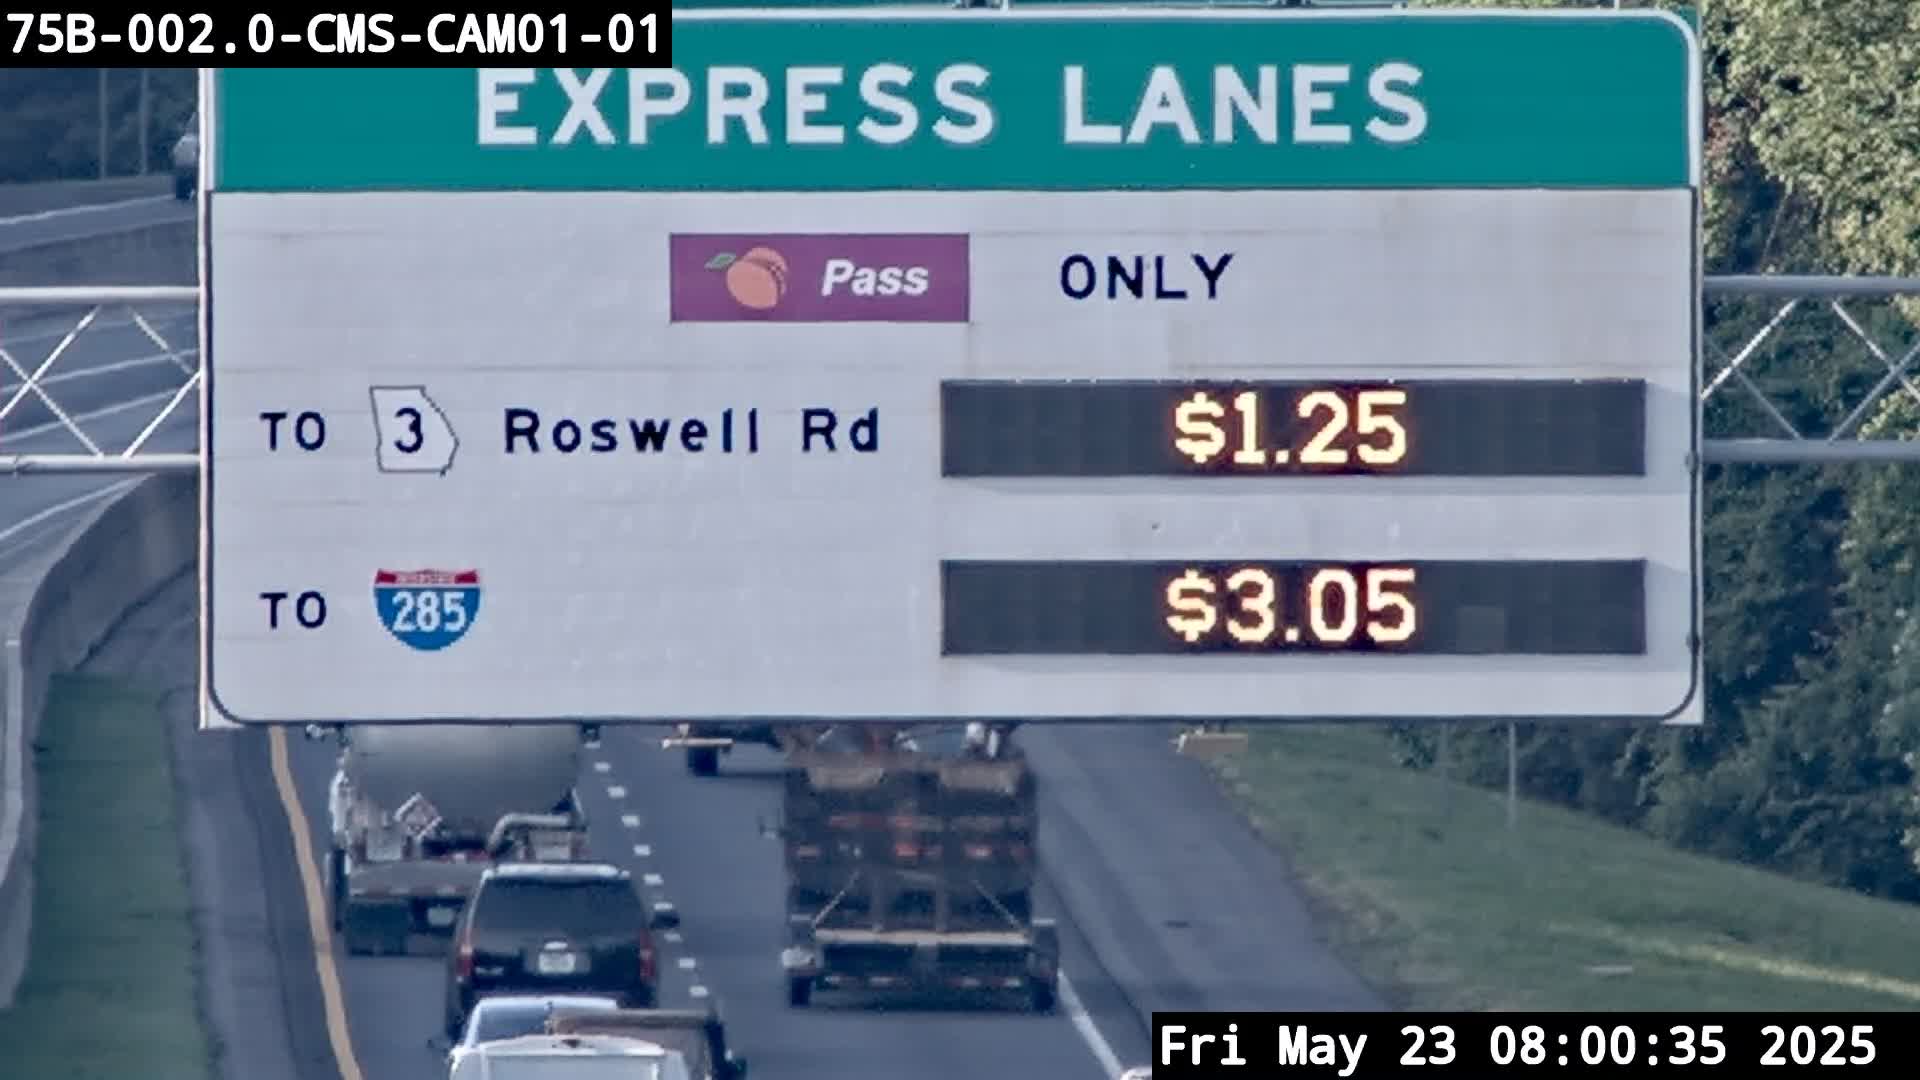 75B-002.0-CMS-CAM01-01
EXPRESS LANES
Pass ONLY
TO 3 Roswell Rd $1.25
TO 285 $3.05
Fri May 23 08:00:35 2025